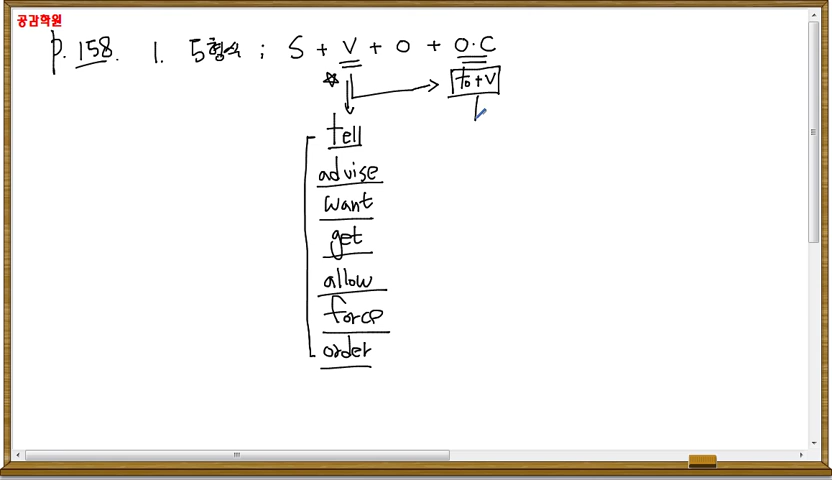 공감학원
p. 158. 1. 5형식 ; S + V + O + O.C
to+V
tell
advise
want
get
allow
force
order